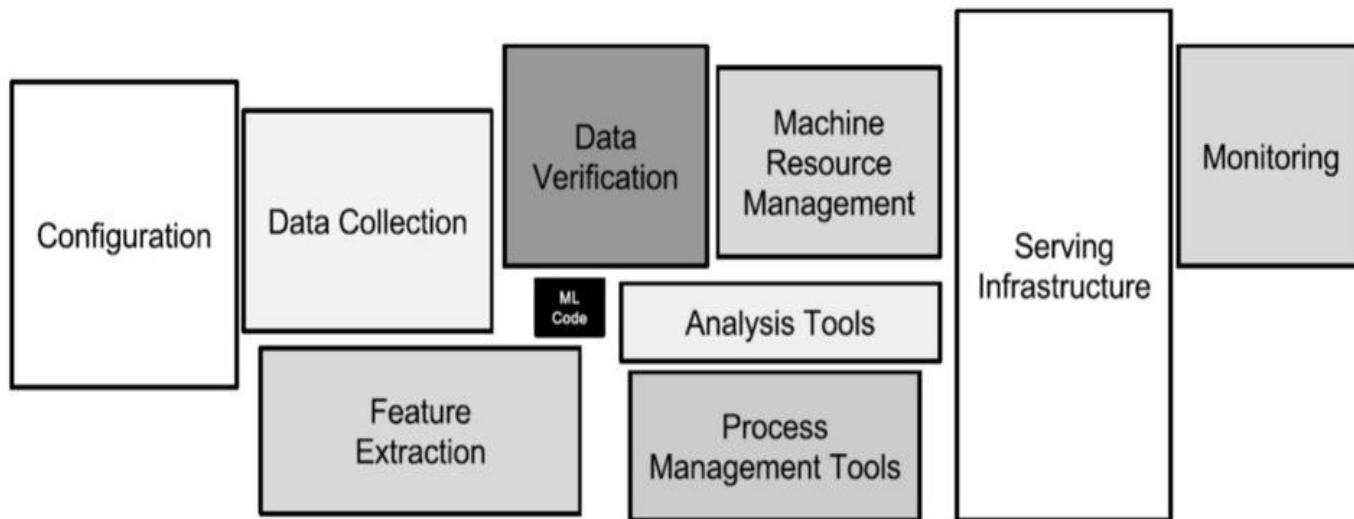 Configuration
Data Collection
Feature
Extraction
Data
Verification
ML
Code
Machine
Resource
Management
Analysis Tools
Process
Management Tools
Serving
Infrastructure
Monitoring